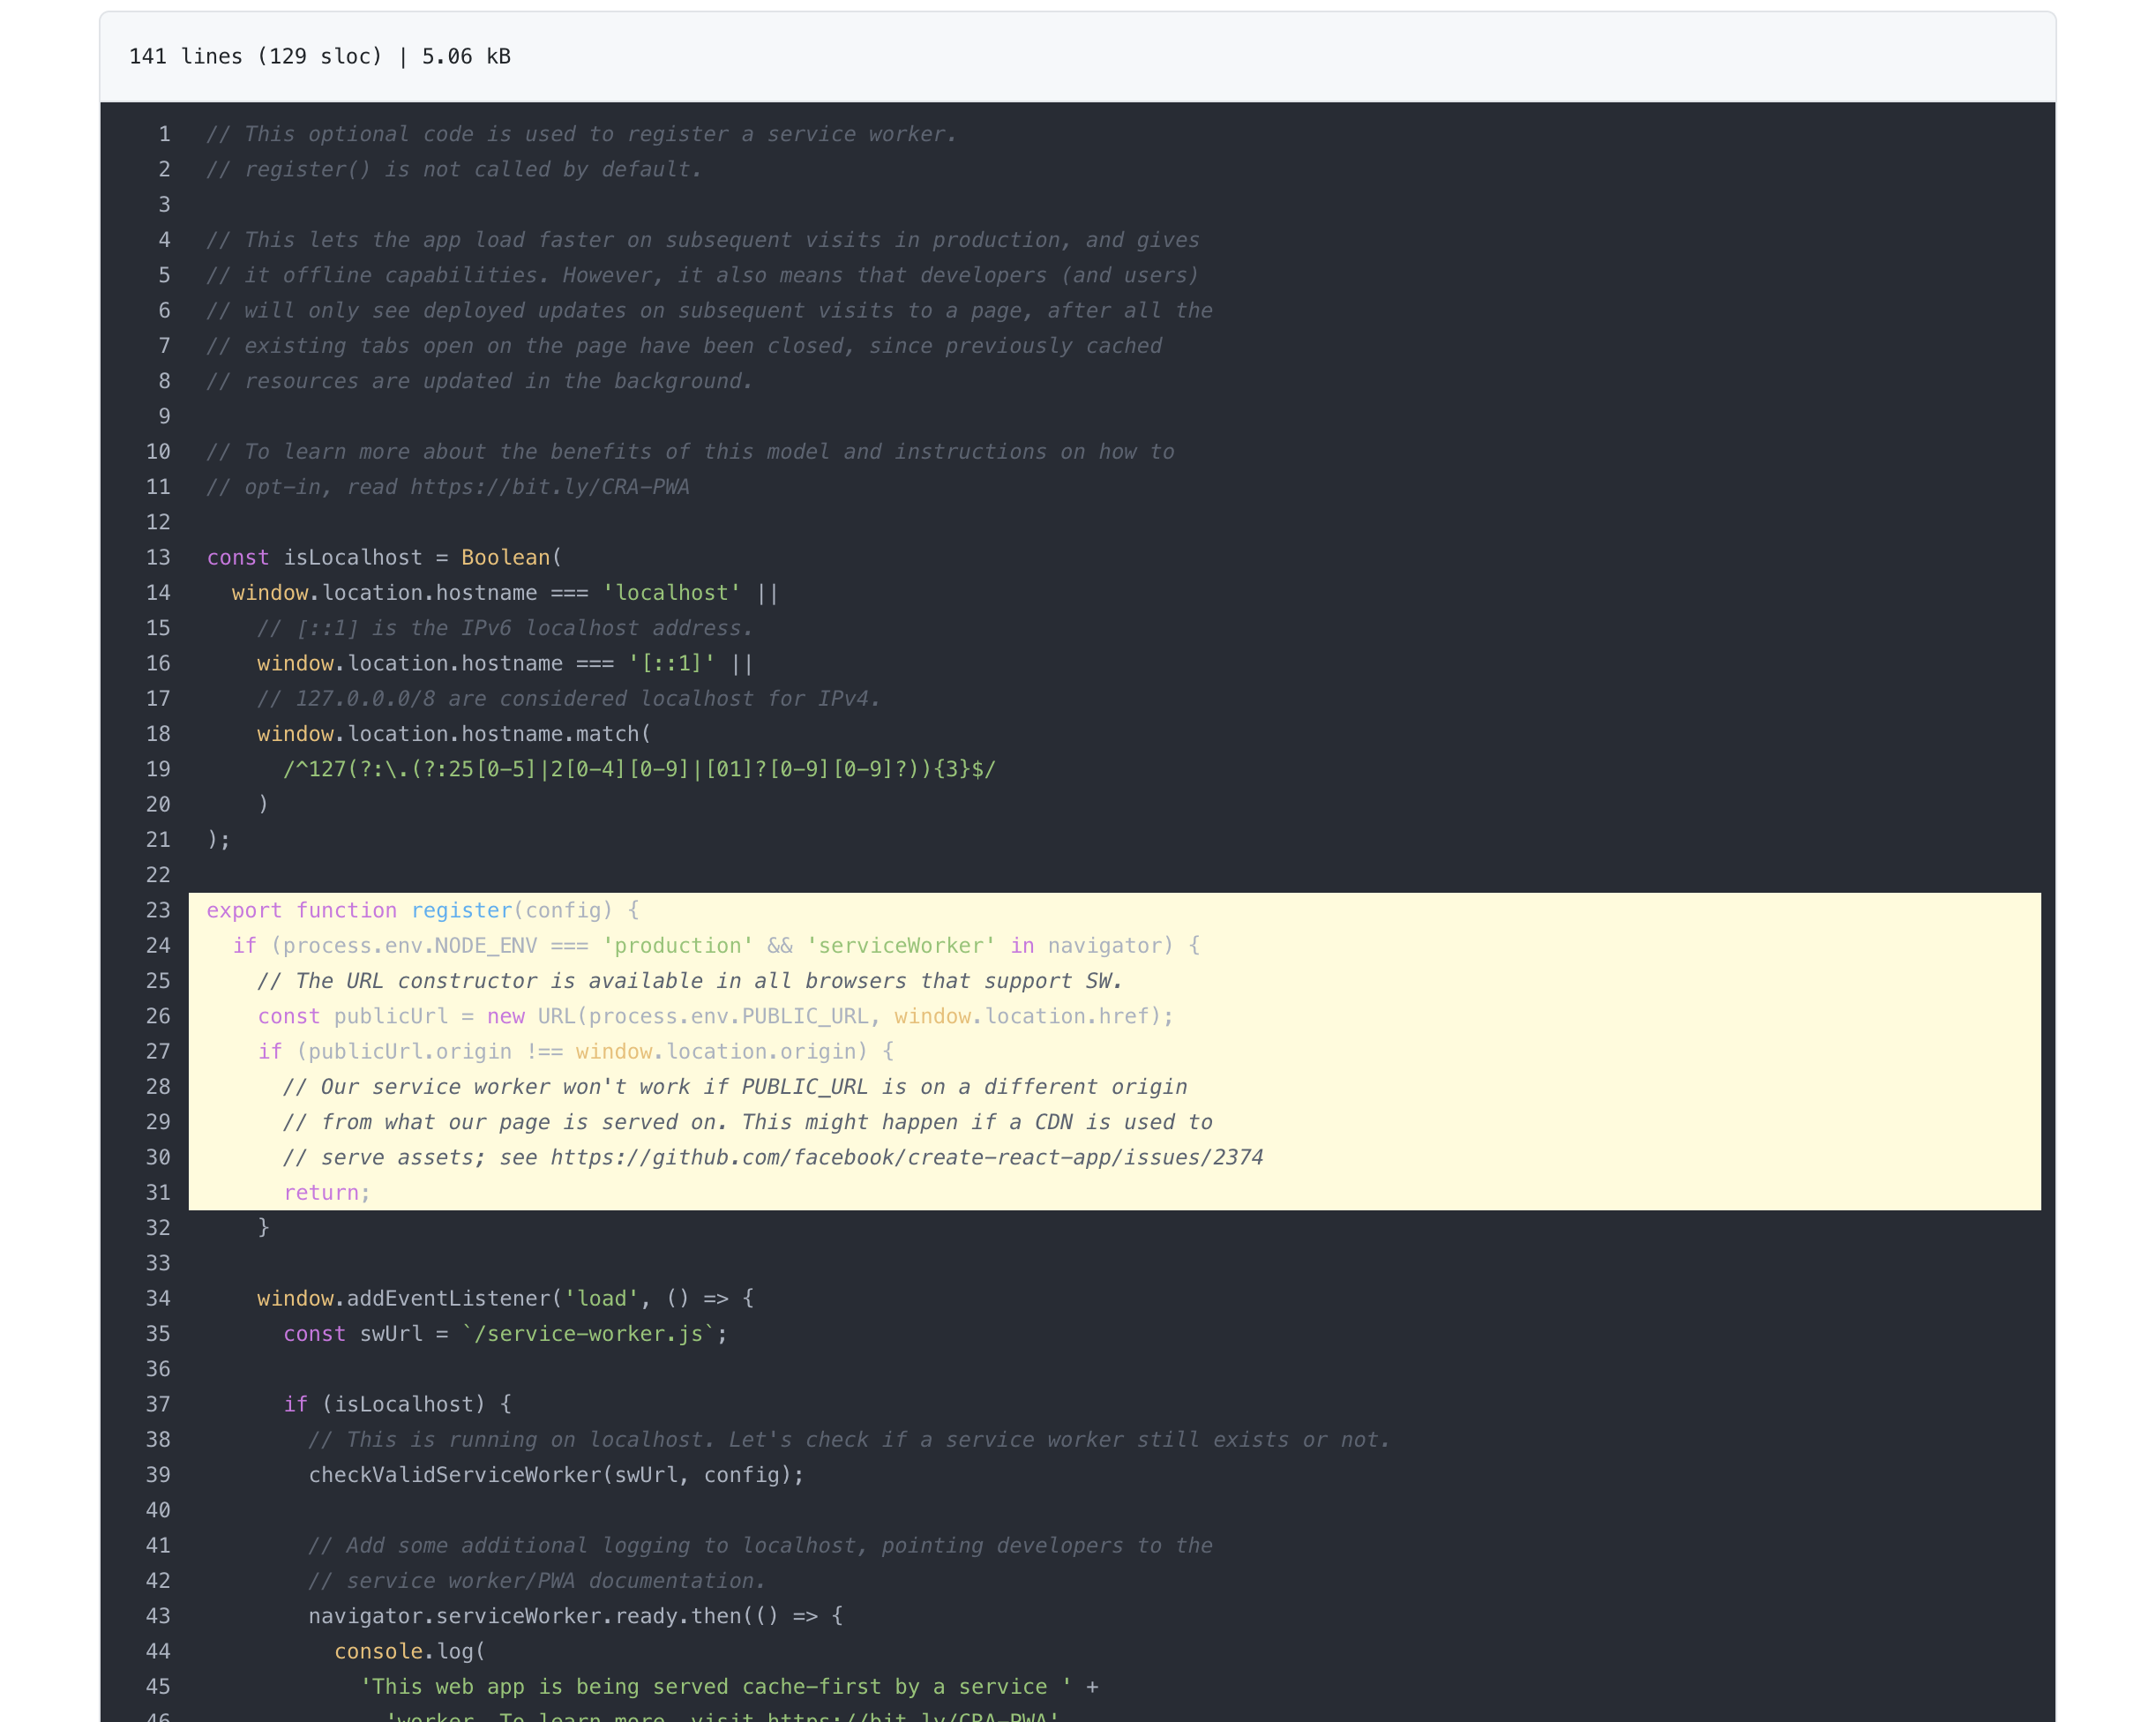 141 lines (129 sloc) | 5.06 kB
1 // This optional code is used to register a service worker.
2 // register() is not called by default.
3
4 // This lets the app load faster on subsequent visits in production, and gives
5 // it offline capabilities. However, it also means that developers (and users)
6 // will only see deployed updates on subsequent visits to a page, after all the
7 // existing tabs open on the page have been closed, since previously cached
8 // resources are updated in the background.
9
10 // To learn more about the benefits of this model and instructions on how to
11 // opt-in, read https://bit.ly/CRA-PWA
12
13 const isLocalhost = Boolean(
14   window.location.hostname === 'localhost' ||
15     // [::1] is the IPv6 localhost address.
16     window.location.hostname === '[::1]' ||
17     // 127.0.0.0/8 are considered localhost for IPv4.
18     window.location.hostname.match(
19       /^127(?:\.(?:25[0-5]|2[0-4][0-9]|[01]?[0-9][0-9]?)){3}$/
20     )
21 );
22
23 export function register(config) {
24   if (process.env.NODE_ENV === 'production' && 'serviceWorker' in navigator) {
25     // The URL constructor is available in all browsers that support SW.
26     const publicUrl = new URL(process.env.PUBLIC_URL, window.location.href);
27     if (publicUrl.origin !== window.location.origin) {
28       // Our service worker won't work if PUBLIC_URL is on a different origin
29       // from what our page is served on. This might happen if a CDN is used to
30       // serve assets; see https://github.com/facebook/create-react-app/issues/2374
31       return;
32     }
33
34     window.addEventListener('load', () => {
35       const swUrl = `/service-worker.js`;
36
37       if (isLocalhost) {
38         // This is running on localhost. Let's check if a service worker still exists or not.
39         checkValidServiceWorker(swUrl, config);
40
41         // Add some additional logging to localhost, pointing developers to the
42         // service worker/PWA documentation.
43         navigator.serviceWorker.ready.then(() => {
44           console.log(
45             'This web app is being served cache-first by a service ' +
46               'worker. To learn more, visit https://bit.ly/CRA-PWA'